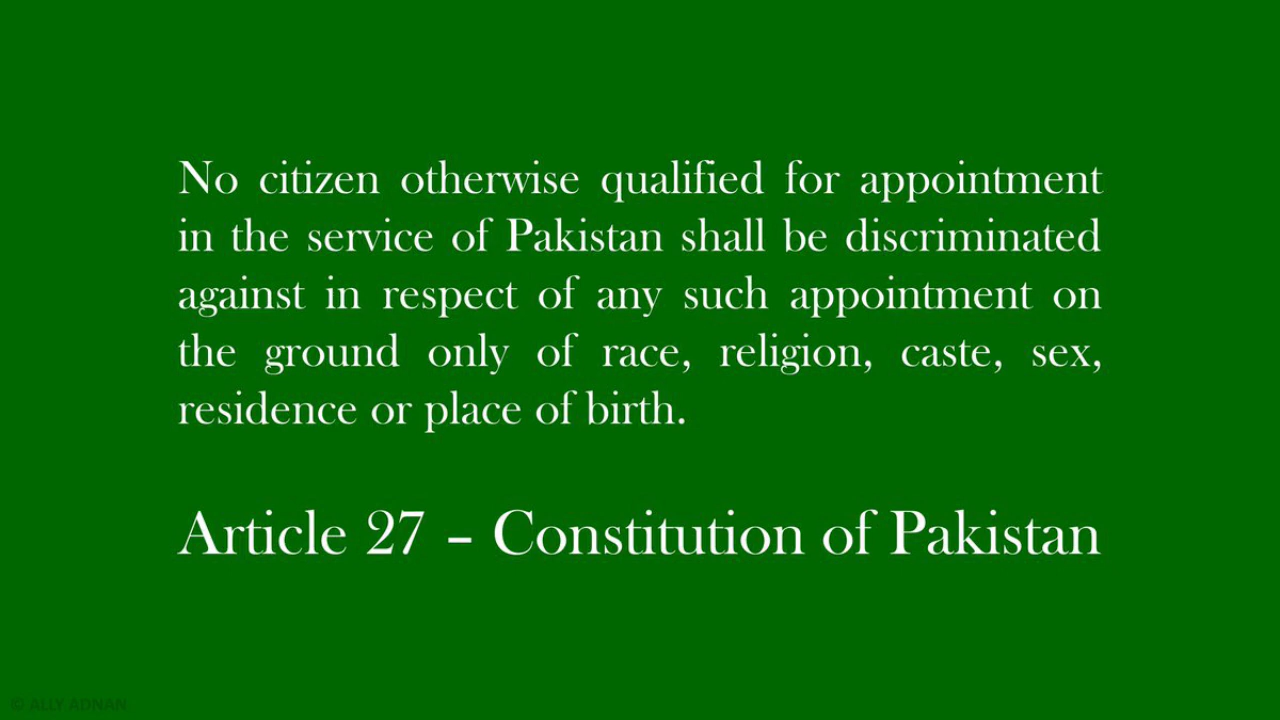 No citizen otherwise qualified for appointment
in the service of Pakistan shall be discriminated
against in respect of any such appointment on
the ground only of race, religion, caste, sex,
residence or place of birth.
Article 27 – Constitution of Pakistan
© ALLY ADNAN